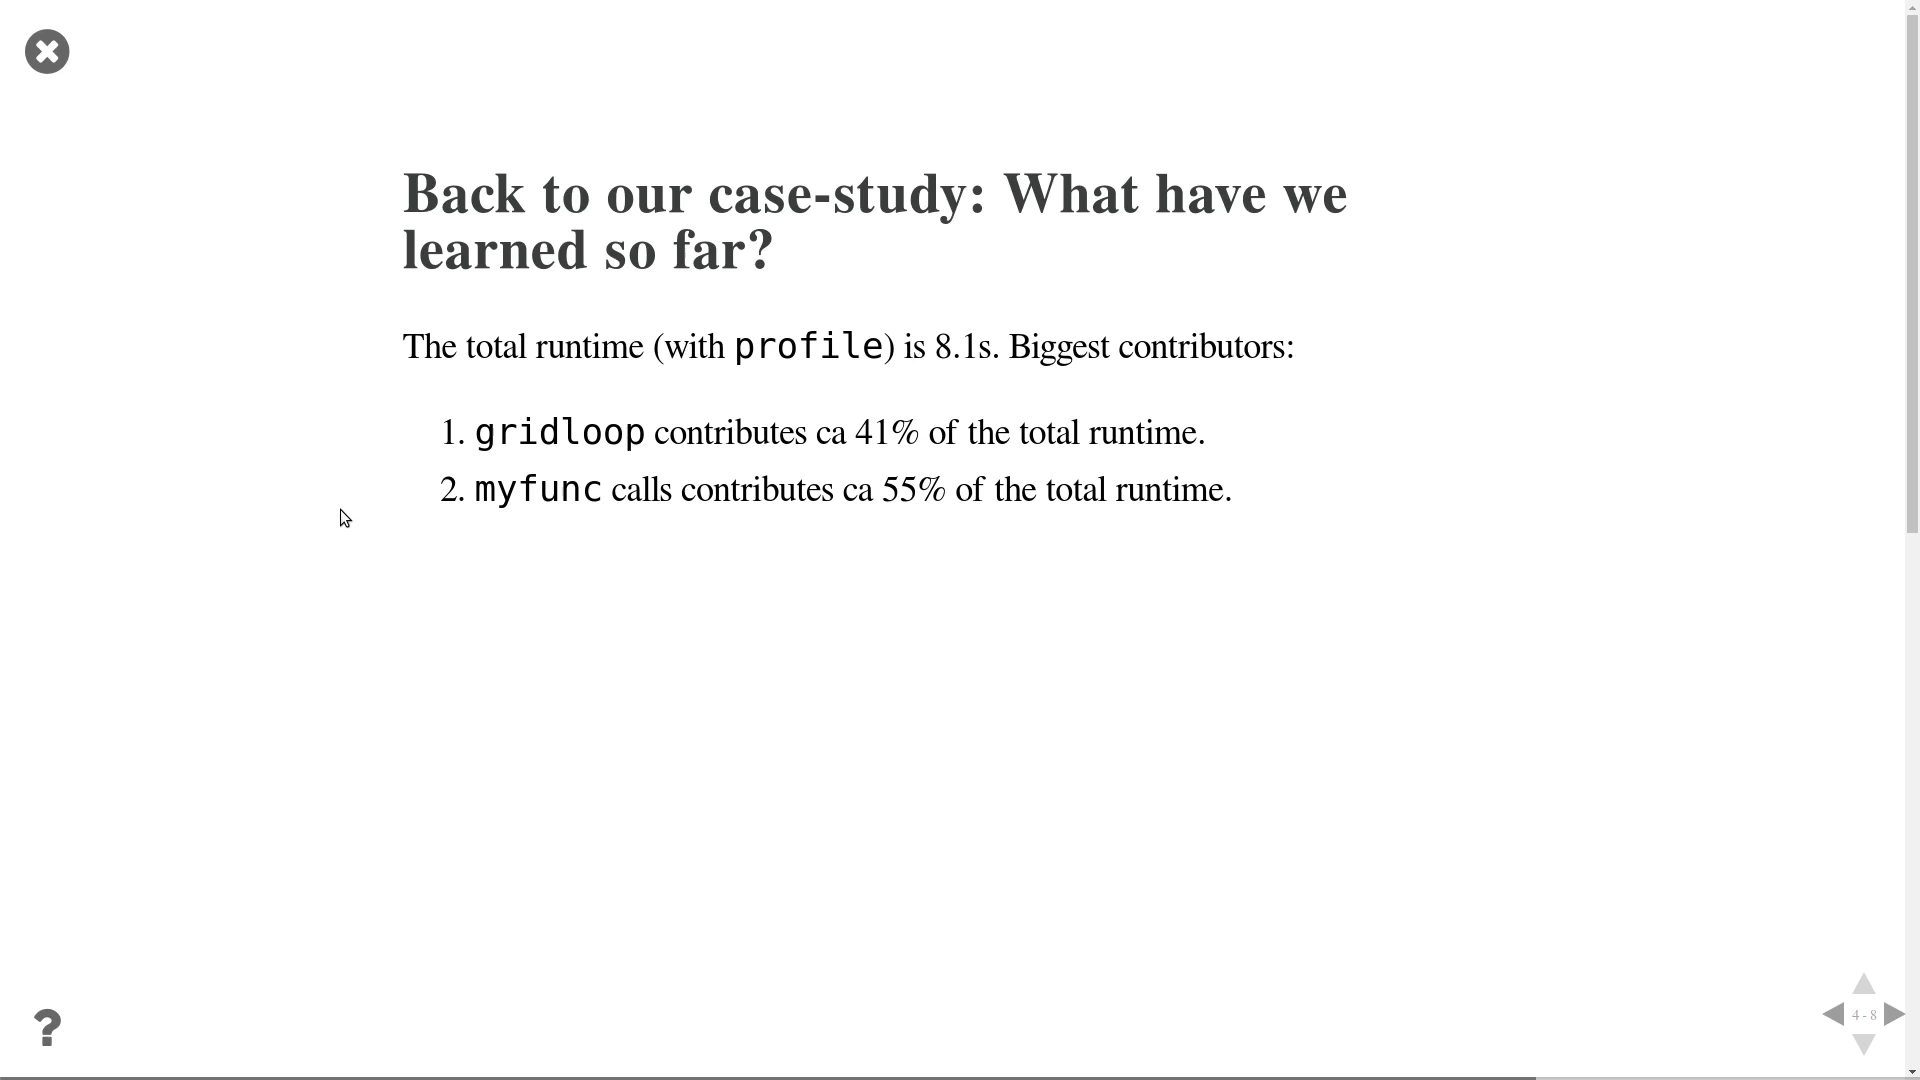 Back to our case-study: What have we
learned so far?
The total runtime (with profile) is 8.1s. Biggest contributors:
1. gridloop contributes ca 41% of the total runtime.
2. myfunc calls contributes ca 55% of the total runtime.
4 - 8